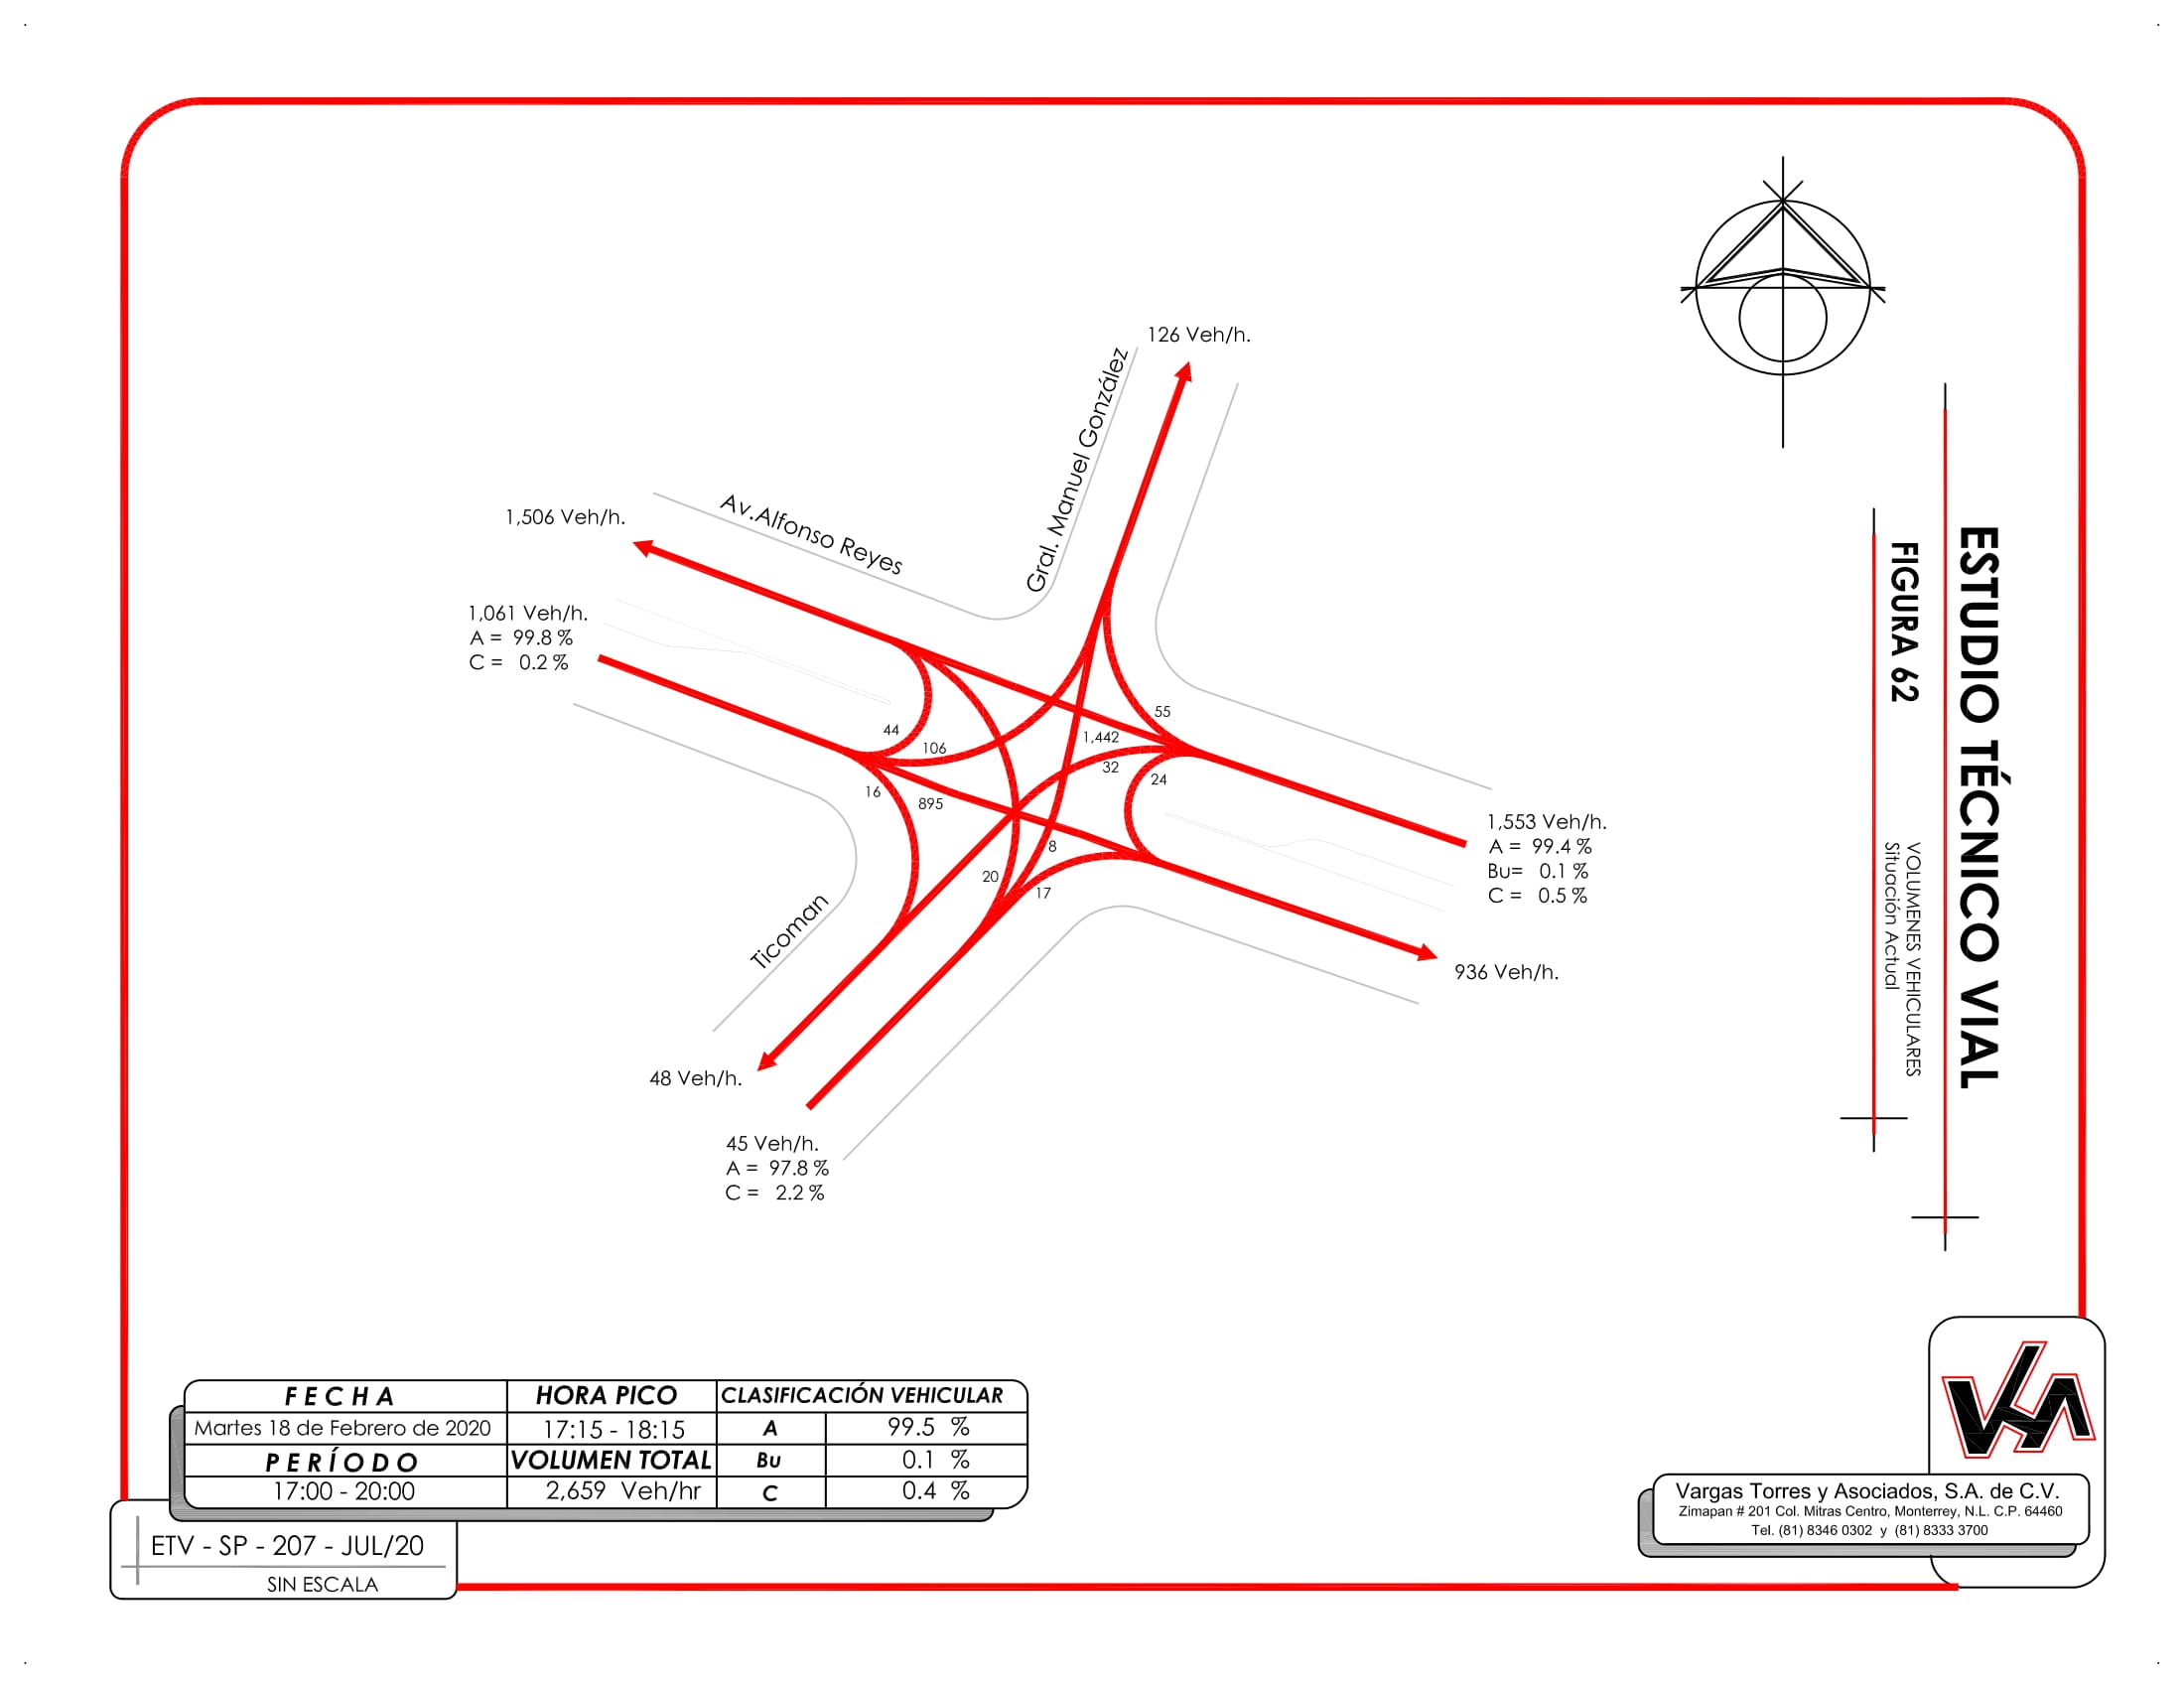 126 Veh/h.
Gral. Manuel González
Av.Alfonso Reyes
1,506 Veh/h.
1,061 Veh/h.
A = 99.8 %
C = 0.2 %
44
106
16
895
55
1,442
32
24
8
20
17
1,553 Veh/h.
A = 99.4 %
Bu= 0.1 %
C = 0.5 %
936 Veh/h.
Ticoman
48 Veh/h.
45 Veh/h.
A = 97.8 %
C = 2.2 %
ESTUDIO TÉCNICO VIAL
FIGURA 62
VOLUMENES VEHICULARES
Situación Actual
FECHA HORA PICO CLASIFICACIÓN VEHICULAR
Martes 18 de Febrero de 2020 17:15 - 18:15 A 99.5 %
PERÍODO VOLUMEN TOTAL Bu 0.1 %
17:00 - 20:00 2,659 Veh/hr C 0.4 %
ETV - SP - 207 - JUL/20
SIN ESCALA
Vargas Torres y Asociados, S.A. de C.V.
Zimapan # 201 Col. Mitras Centro, Monterrey, N.L. C.P. 64460
Tel. (81) 8346 0302 y (81) 8333 3700